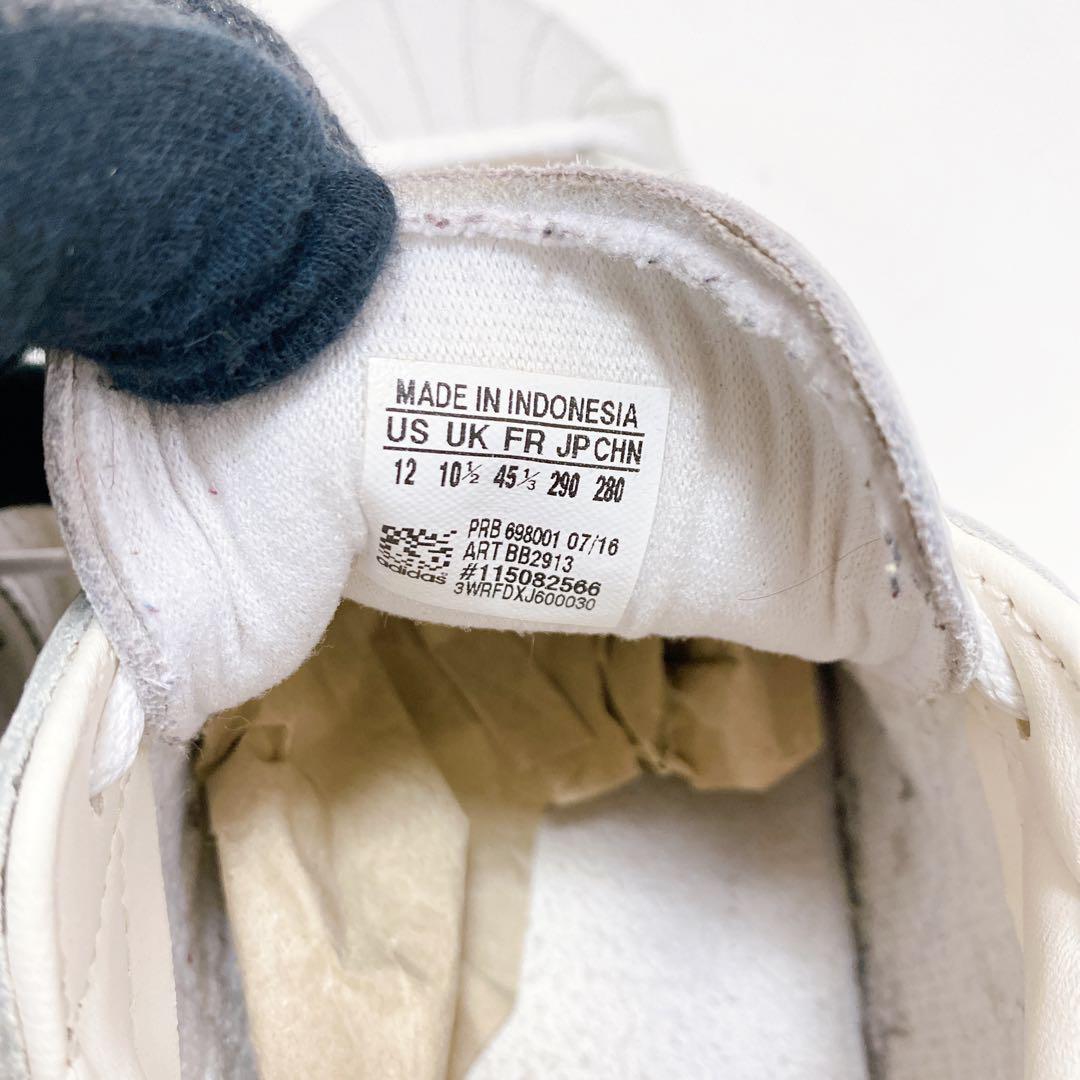 MADE IN INDONESIA
US UK FR JP CHN
12 10½ 45⅓ 290 280
PRB 698001 07/16
ART BB2913
#115082566
3WRFDXJ600030
adidas